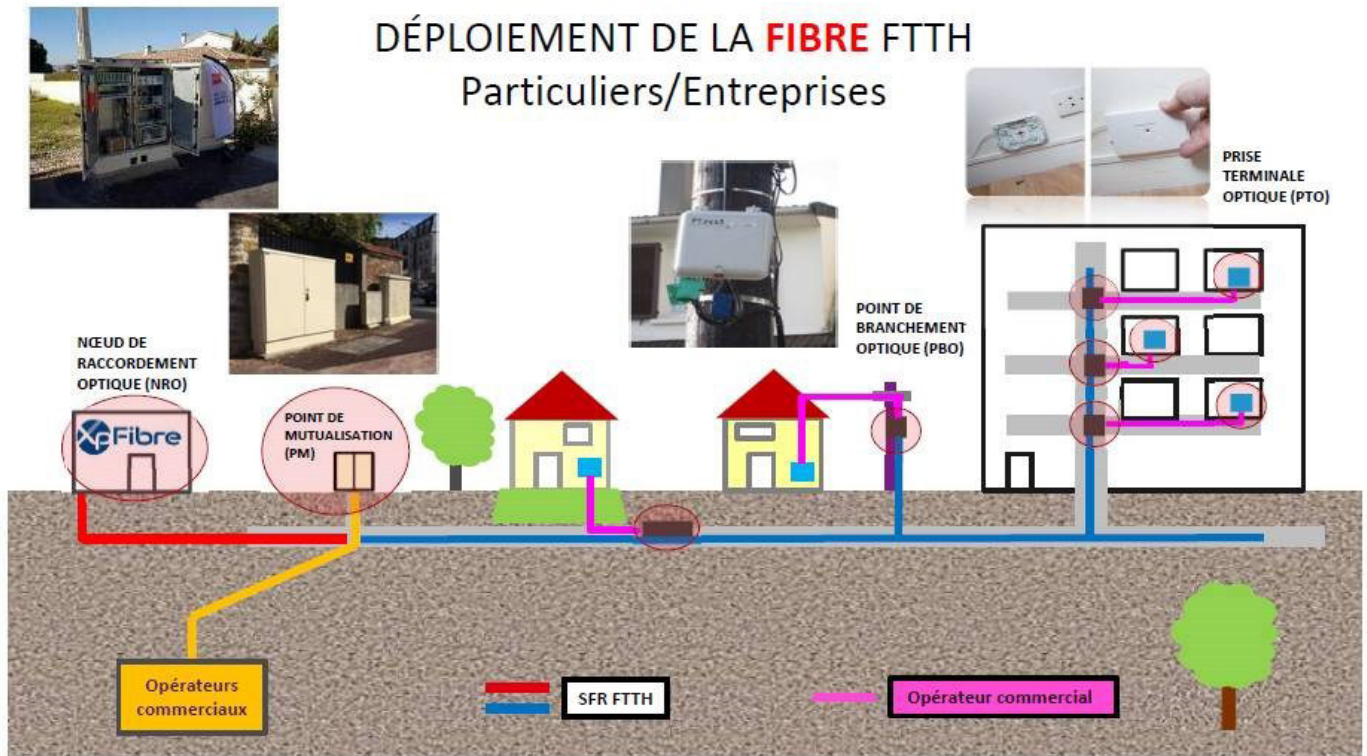 DÉPLOIEMENT DE LA FIBRE FTTH
Particuliers/Entreprises
PRISE
TERMINALE
OPTIQUE (PTO)
POINT DE
BRANCHEMENT
OPTIQUE (PBO)
NŒUD DE
RACCORDEMENT
OPTIQUE (NRO)
XpFibre
POINT DE
MUTUALISATION
(PM)
Opérateurs
commerciaux
SFR FTTH
Opérateur commercial